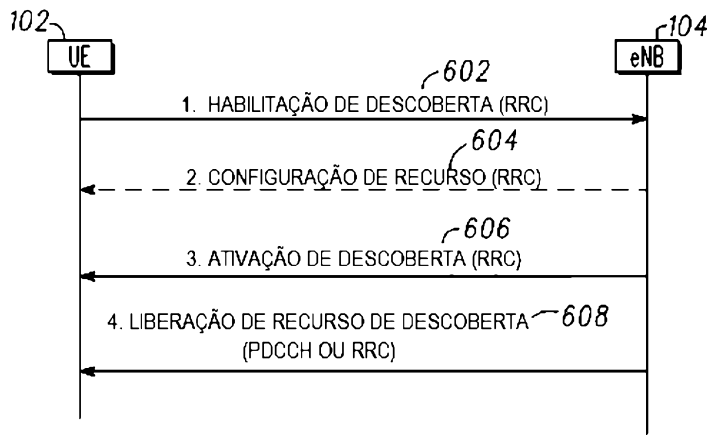 102
UE
104
eNB
602
1. HABILITAÇÃO DE DESCOBERTA (RRC)
604
2. CONFIGURAÇÃO DE RECURSO (RRC)
606
3. ATIVAÇÃO DE DESCOBERTA (RRC)
4. LIBERAÇÃO DE RECURSO DE DESCOBERTA 608
(PDCCH OU RRC)